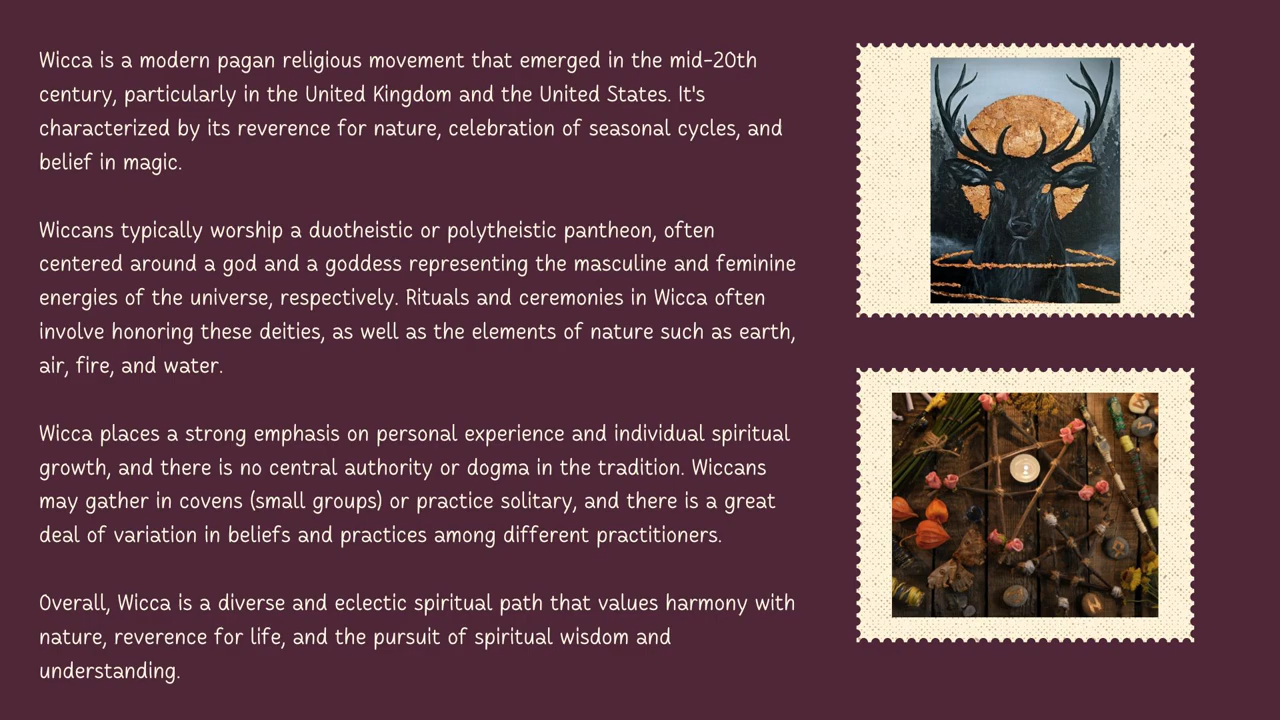 Wicca is a modern pagan religious movement that emerged in the mid-20th
century, particularly in the United Kingdom and the United States. It's
characterized by its reverence for nature, celebration of seasonal cycles, and
belief in magic.
Wiccans typically worship a duotheistic or polytheistic pantheon, often
centered around a god and a goddess representing the masculine and feminine
energies of the universe, respectively. Rituals and ceremonies in Wicca often
involve honoring these deities, as well as the elements of nature such as earth,
air, fire, and water.
Wicca places a strong emphasis on personal experience and individual spiritual
growth, and there is no central authority or dogma in the tradition. Wiccans
may gather in covens (small groups) or practice solitary, and there is a great
deal of variation in beliefs and practices among different practitioners.
Overall, Wicca is a diverse and eclectic spiritual path that values harmony with
nature, reverence for life, and the pursuit of spiritual wisdom and
understanding.